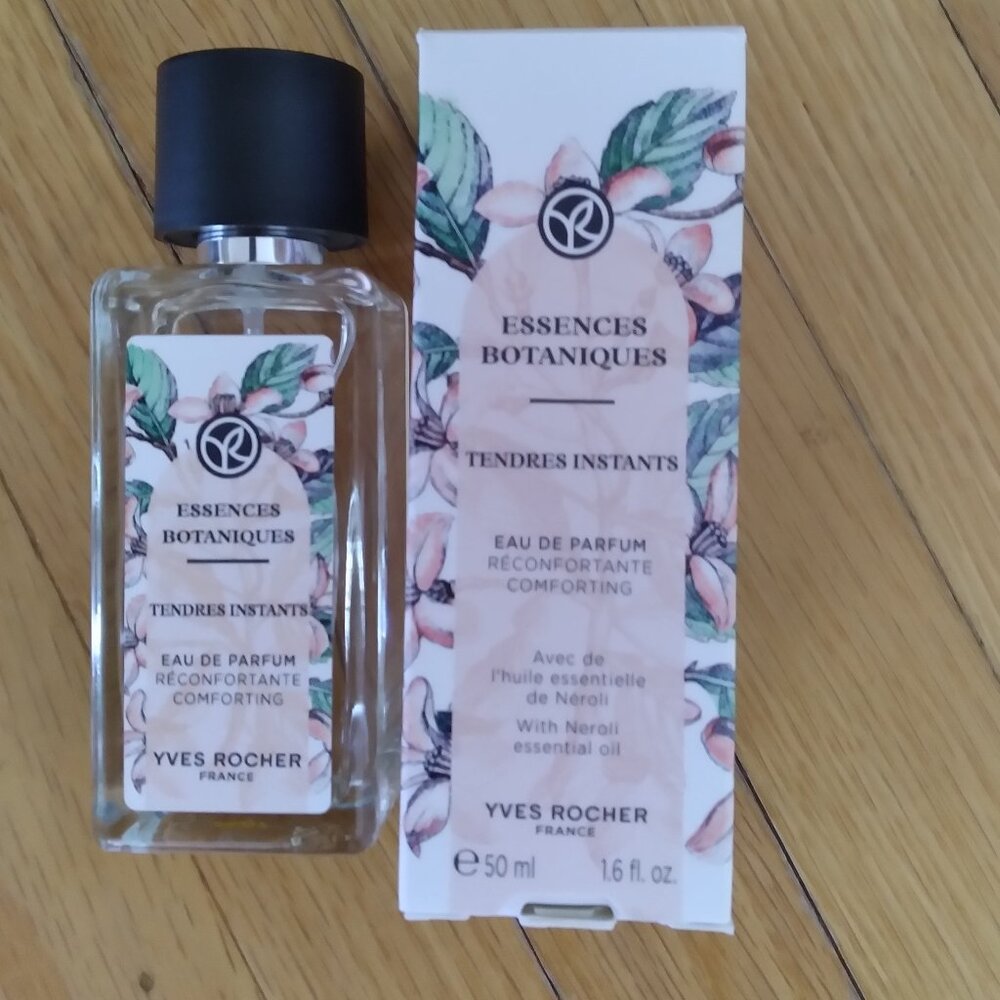 ESSENCES
BOTANIQUES
TENDRES INSTANTS
EAU DE PARFUM
RÉCONFORTANTE
COMFORTING
YVES ROCHER
FRANCE
ESSENCES
BOTANIQUES
TENDRES INSTANTS
EAU DE PARFUM
RÉCONFORTANTE
COMFORTING
Avec de
l'huile essentielle
de Néroli
With Neroli
essential oil
YVES ROCHER
FRANCE
℮ 50 ml 1.6 fl. oz.